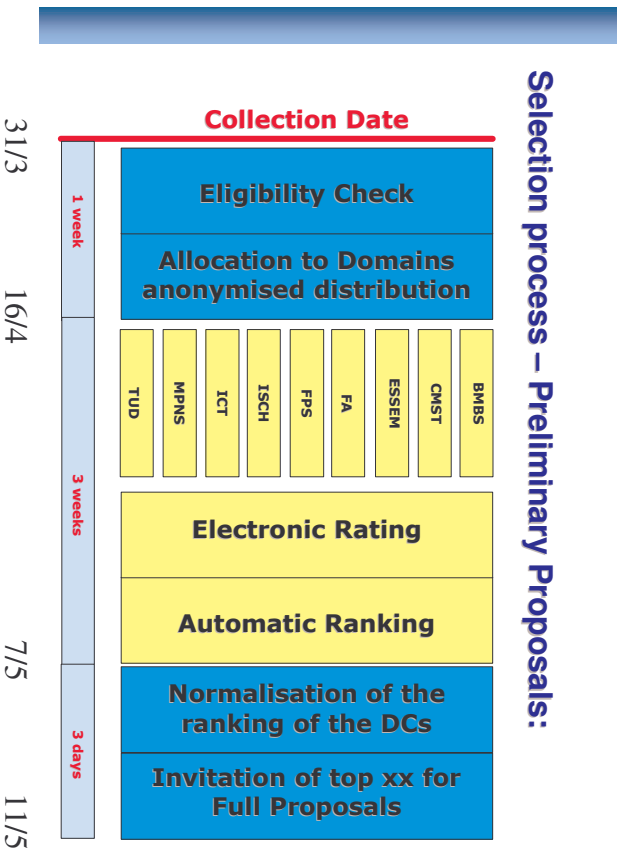 Selection process – Preliminary Proposals:
Collection Date
Eligibility Check
Allocation to Domains
anonymised distribution
TUD
MPNS
ICT
ISCH
FPS
FA
ESSEM
CMST
BMBS
Electronic Rating
Automatic Ranking
Normalisation of the
ranking of the DCs
Invitation of top xx for
Full Proposals
1 week
3 weeks
3 days
31/3
16/4
7/5
11/5